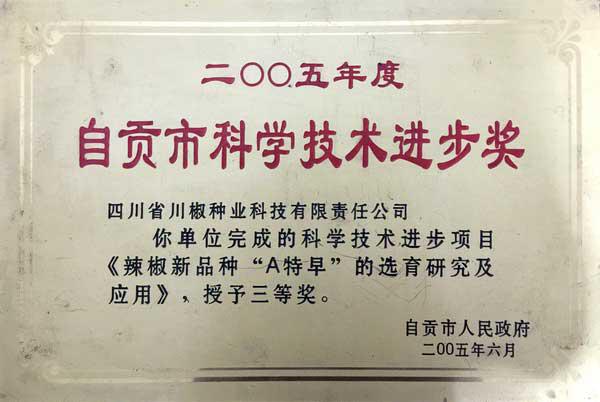 二〇〇五年度
自贡市科学技术进步奖
四川省川椒种业科技有限责任公司
你单位完成的科学技术进步项目
《辣椒新品种“A特早”的选育研究及
应用》，授予三等奖。
自贡市人民政府
二〇〇五年六月